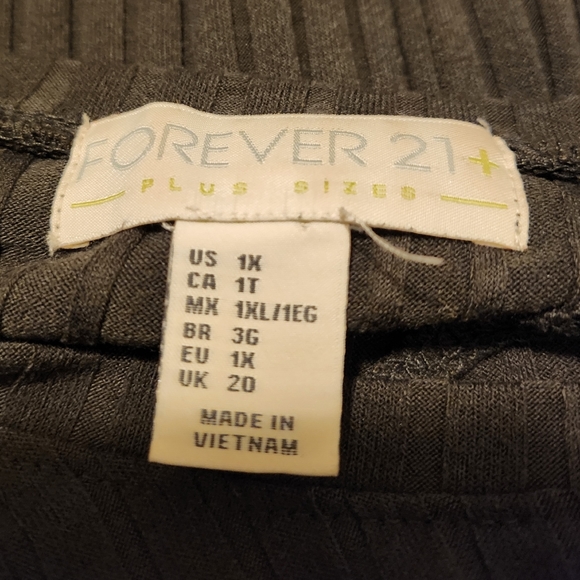 FOREVER 21+
PLUS SIZES
US 1X
CA 1T
MX 1XL/1EG
BR 3G
EU 1X
UK 20
MADE IN
VIETNAM